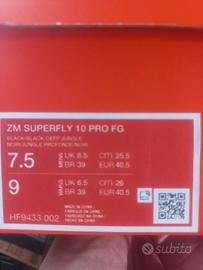 ZM SUPERFLY 10 PRO FG
BLACK/BLACK-DEEP JUNGLE
NOIR/JUNGLE PROFONDE/NOIR
7.5 MENS UK 6.5 CM 25.5
BR 39 EUR 40.5
9 UK 6.5 CM 26
BR 39 EUR 40.5
HF9433 002
MADE IN CHINA
subito